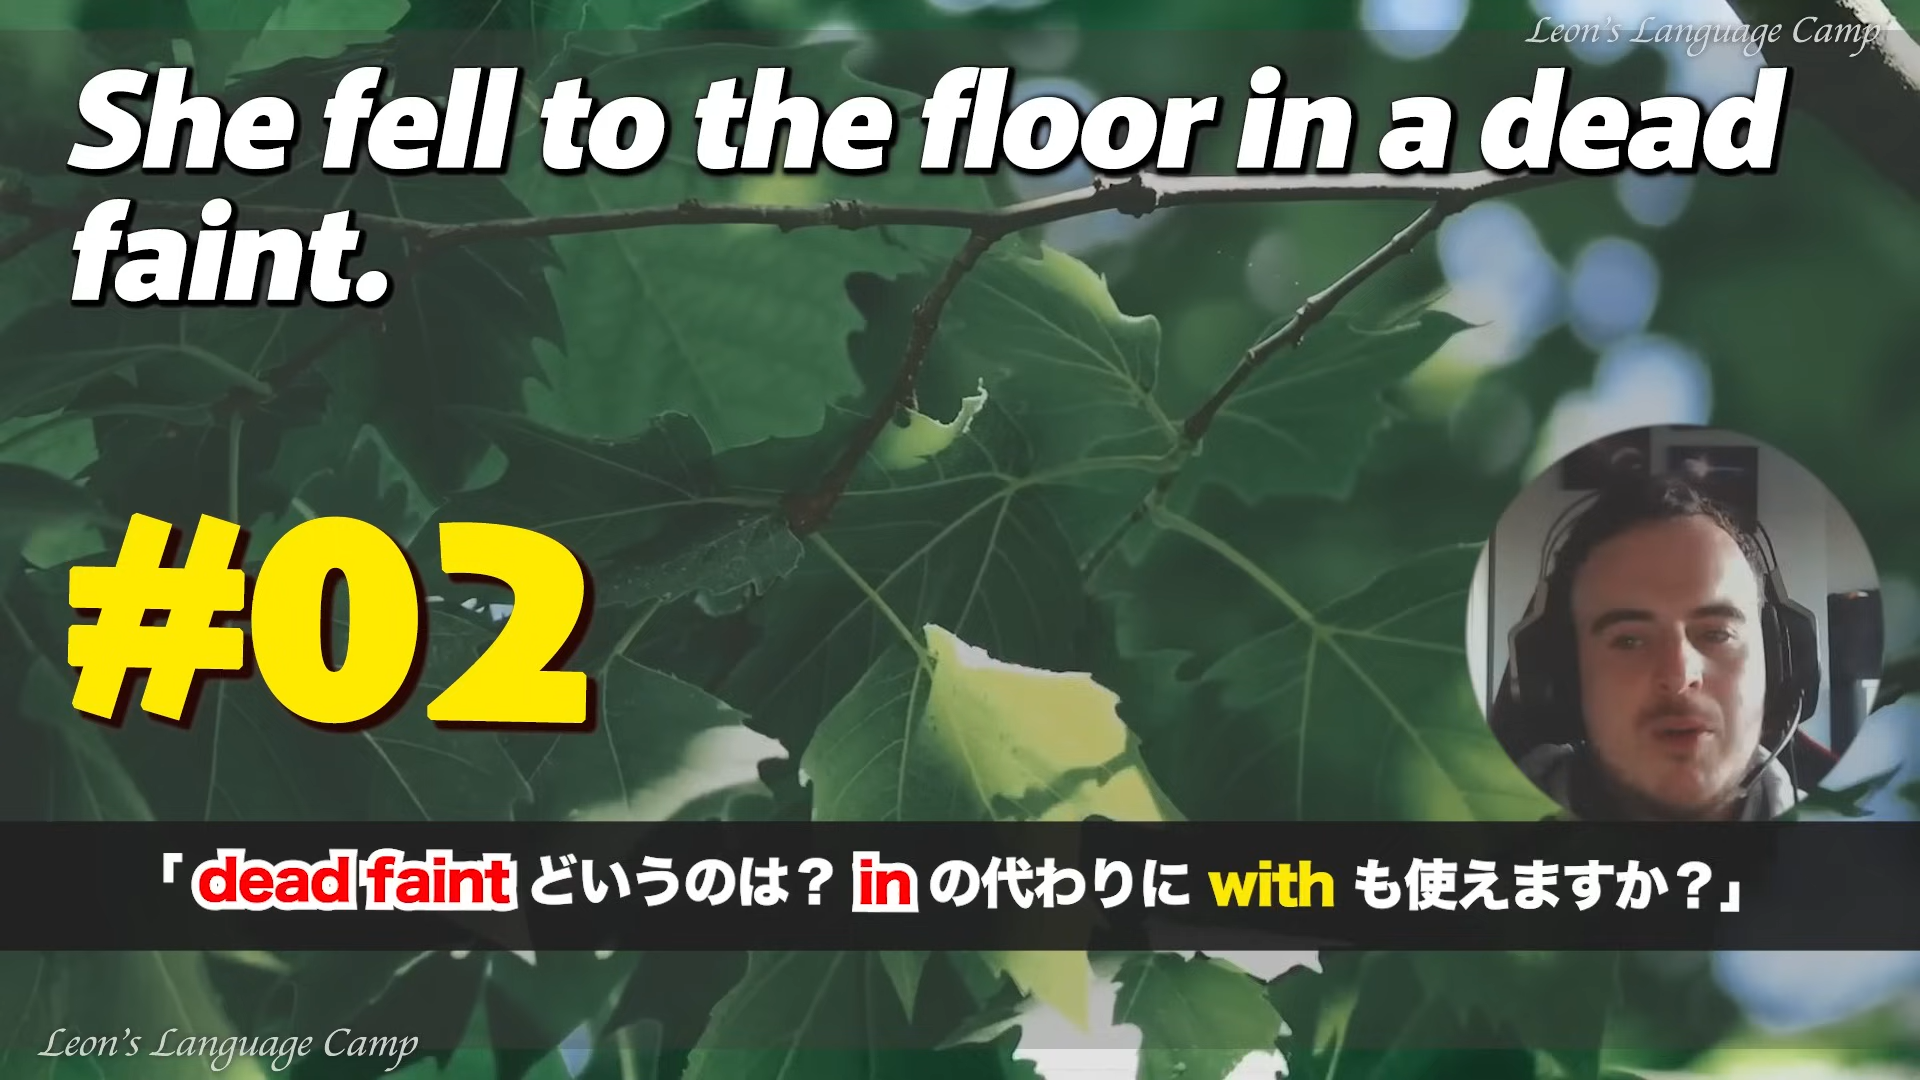 Leon's Language Camp
She fell to the floor in a dead
faint.
#02
「dead faint どいうのは？ in の代わりに with も使えますか？」
Leon's Language Camp